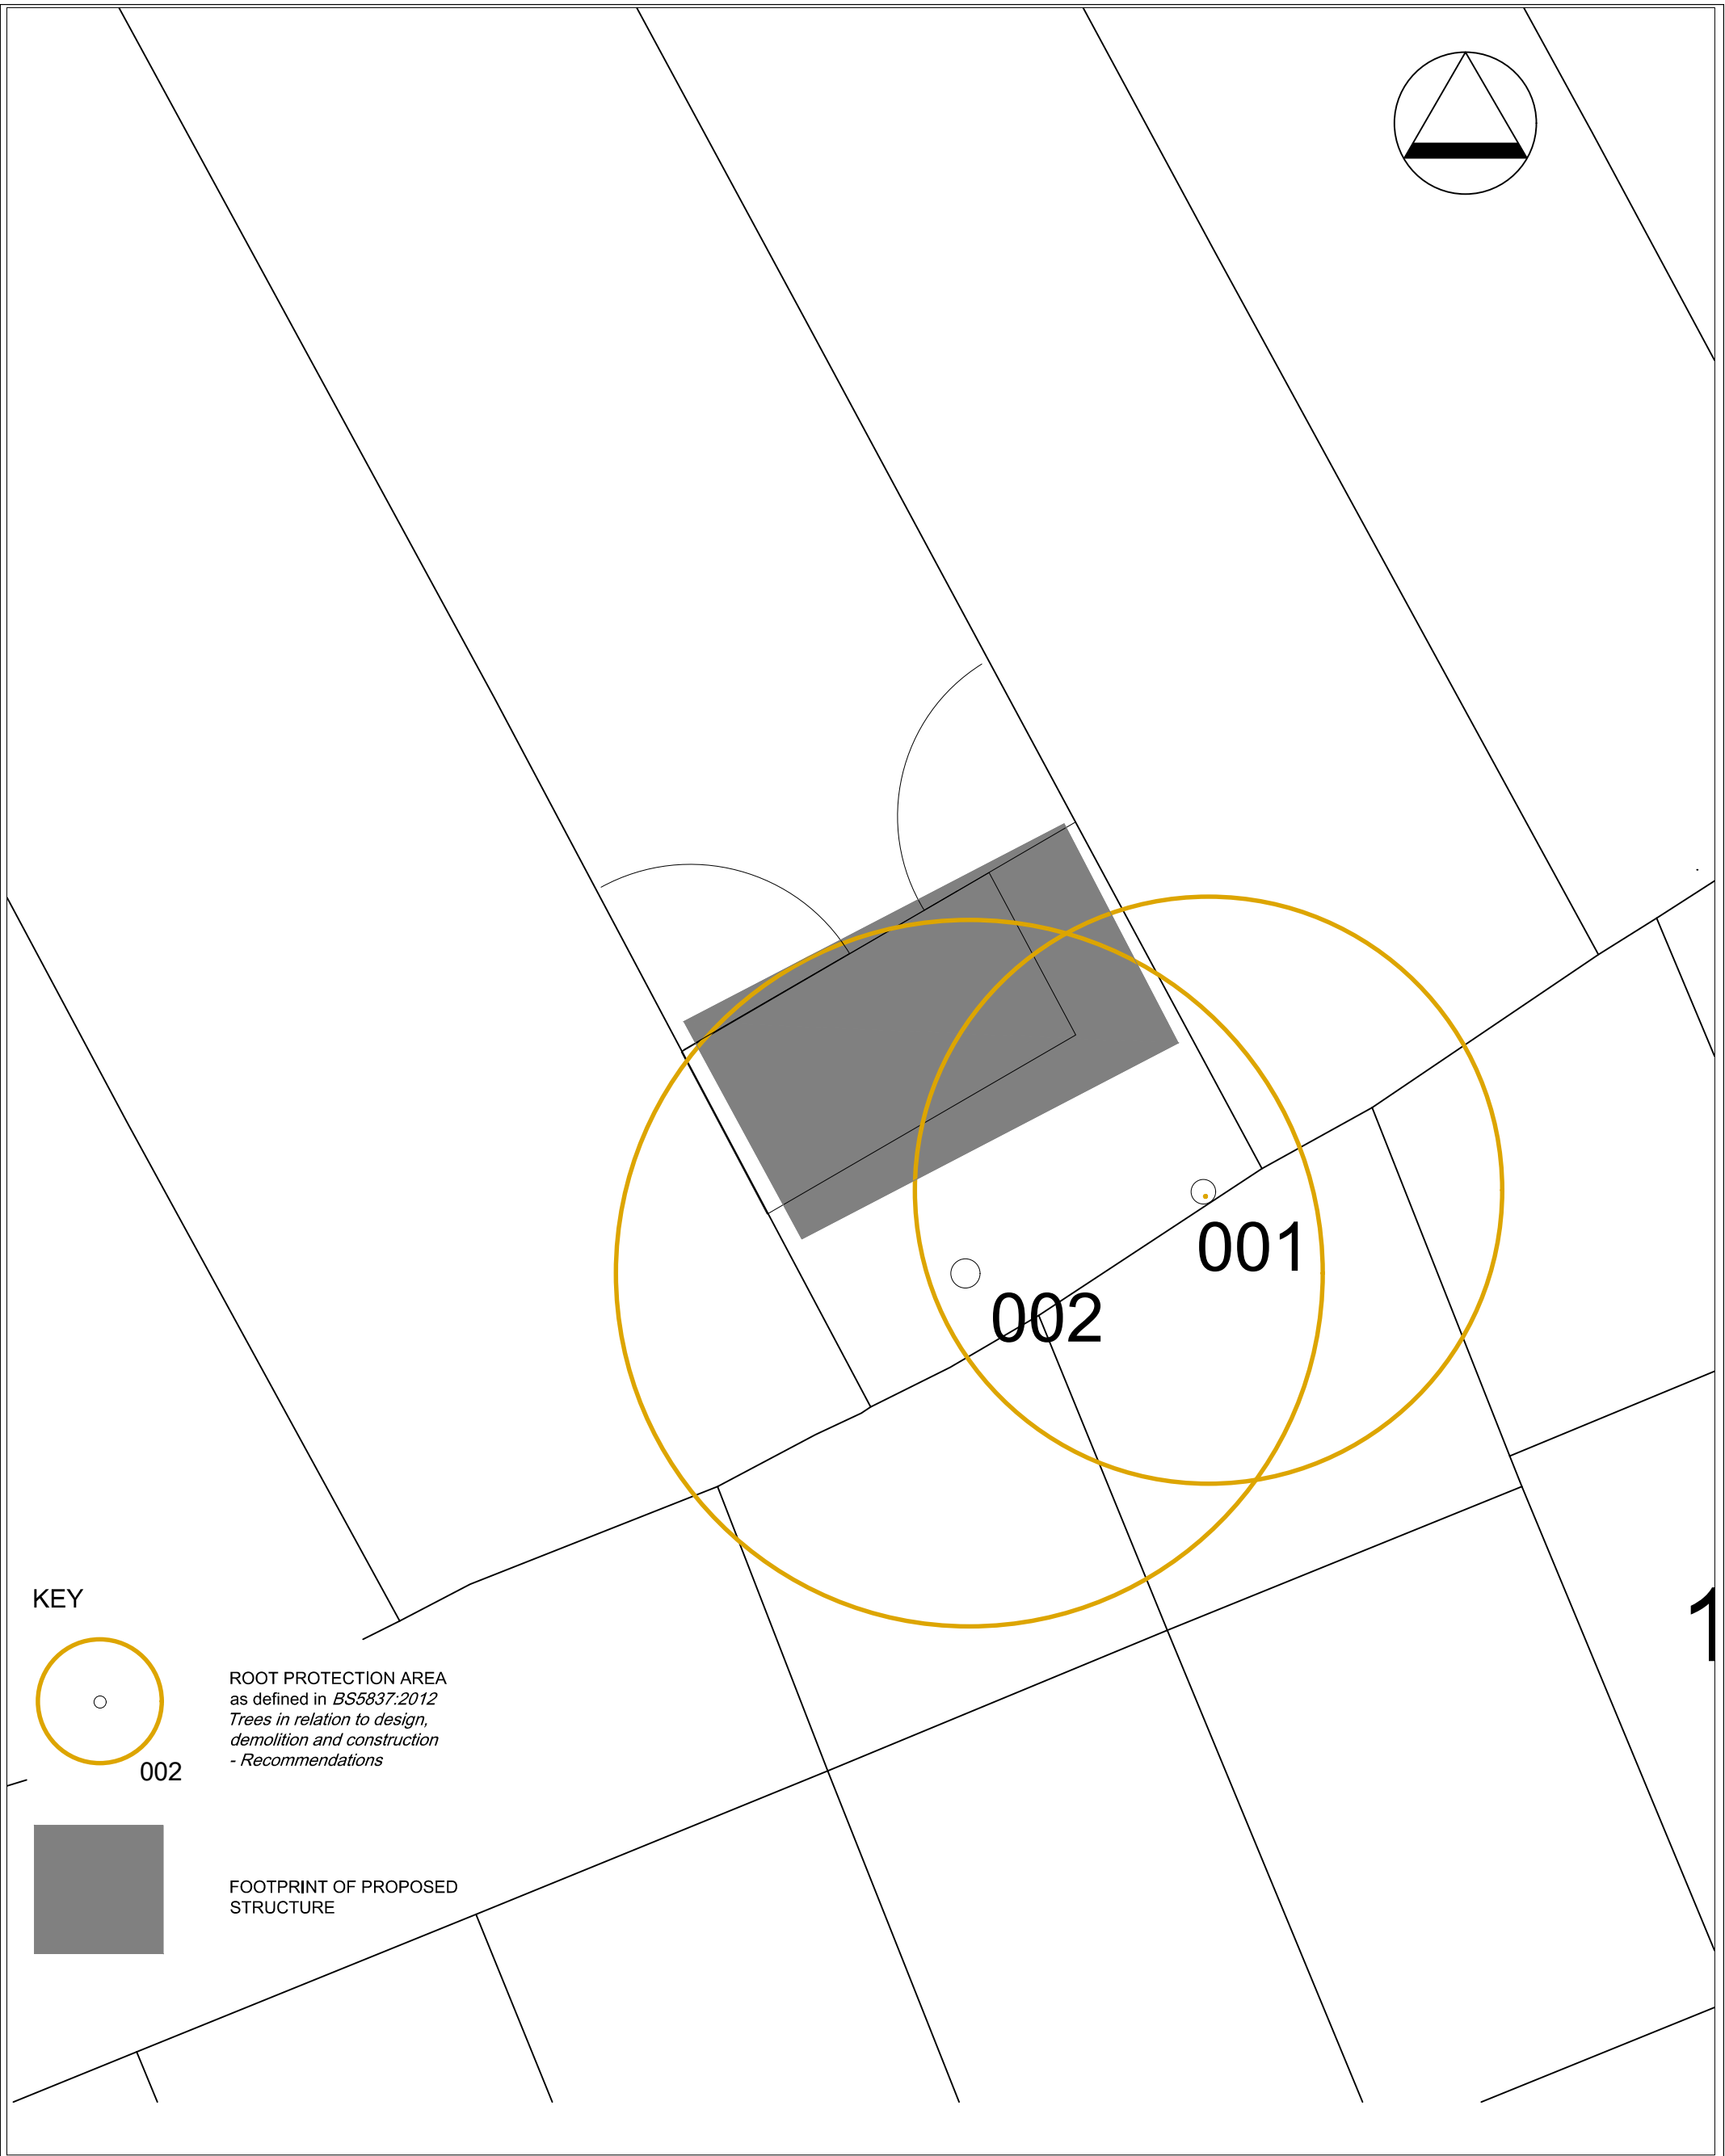 001
002
KEY
1
ROOT PROTECTION AREA
as defined in BS5837:2012
Trees in relation to design,
demolition and construction
- Recommendations
002
FOOTPRINT OF PROPOSED
STRUCTURE